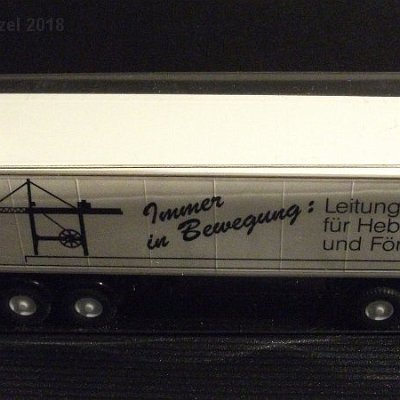 zel 2018
Immer
in Bewegung:
Leitung
für Heb
und För